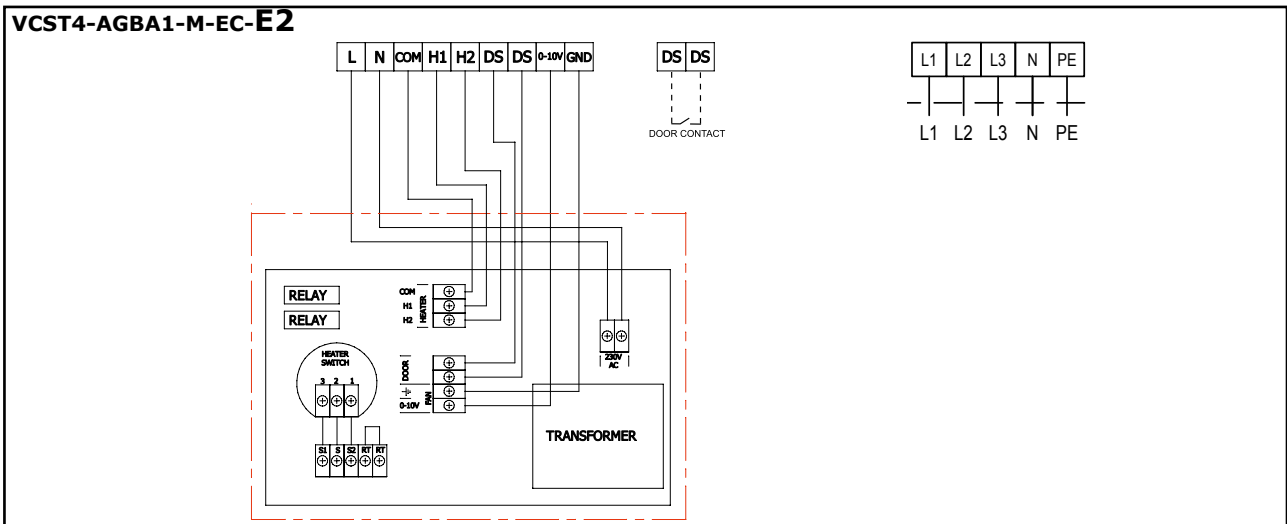 VCST4-AGBA1-M-EC-E2
L N COM H1 H2 DS DS 0-10V GND
DS DS
DOOR CONTACT
L1 L2 L3 N PE
L1 L2 L3 N PE
RELAY
RELAY
COM
H1
H2
HEATER
HEATER
SWITCH
3 2 1
DOOR
0-10V
FAN
S1 S S2 RT RT
230V
AC
TRANSFORMER